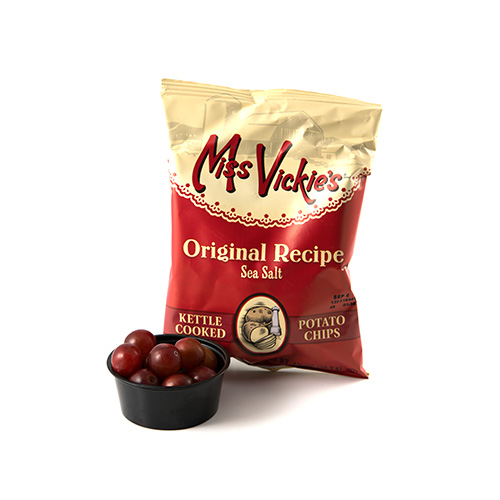 Miss Vickie's
Original Recipe
Sea Salt
KETTLE
COOKED
POTATO
CHIPS